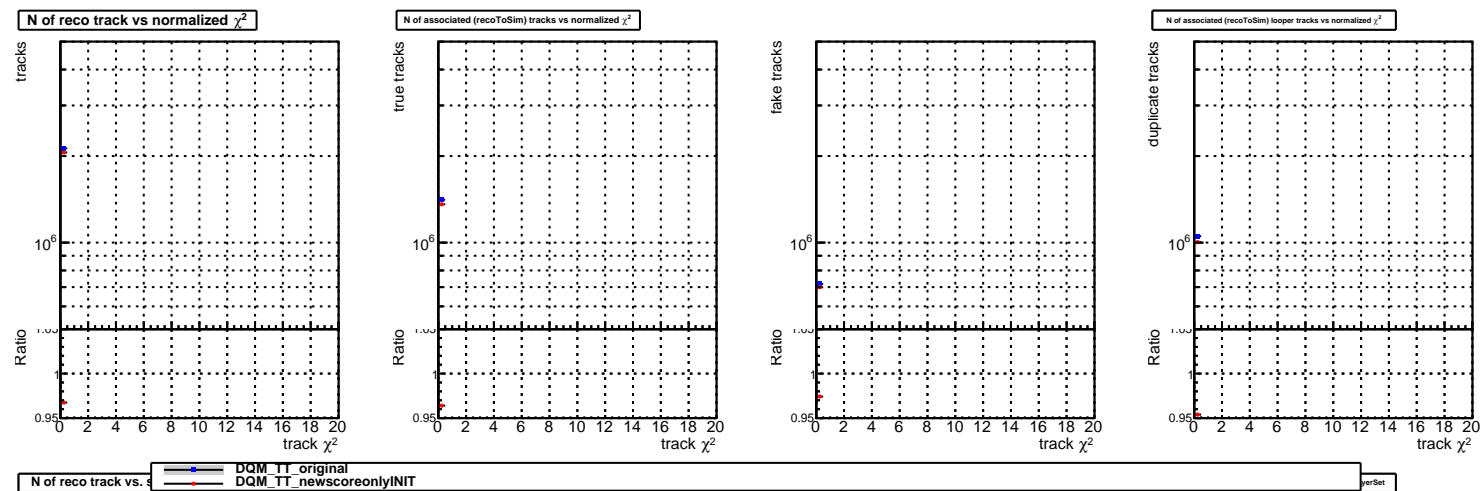 N of reco track vs normalized χ²
N of associated (recoToSim) tracks vs normalized χ²
N of associated (recoToSim) looper tracks vs normalized χ²
tracks
10⁶
Ratio
1
0.95
0 2 4 6 8 10 12 14 16 18 20
track χ²
true tracks
10⁶
Ratio
1
0.95
0 2 4 6 8 10 12 14 16 18 20
track χ²
fake tracks
10⁶
Ratio
1
0.95
0 2 4 6 8 10 12 14 16 18 20
track χ²
duplicate tracks
10⁶
Ratio
1
0.95
0 2 4 6 8 10 12 14 16 18 20
track χ²
N of reco track vs. s
DQM_TT_original
DQM_TT_newscoreonlyINIT
yerSet